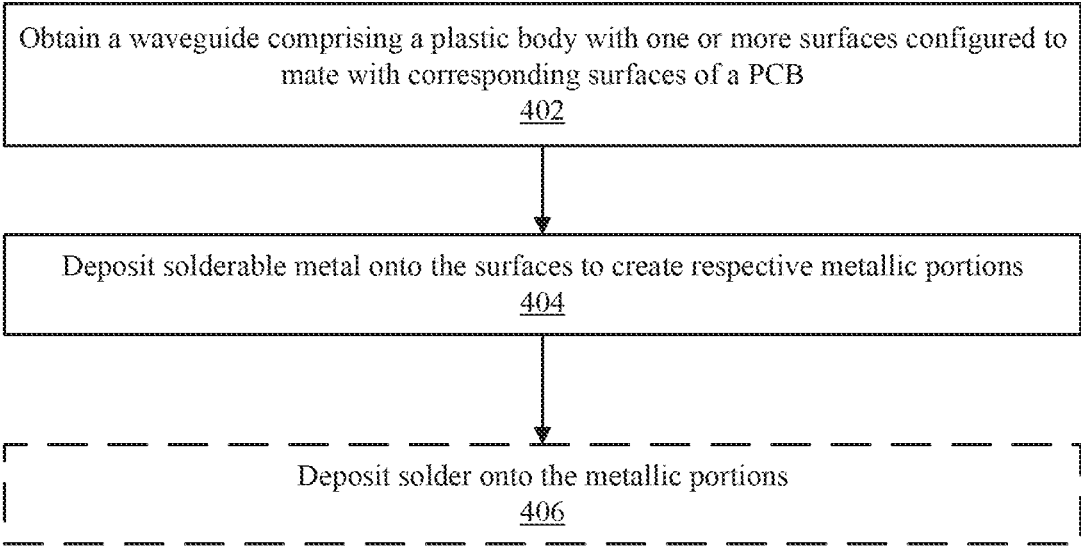 Obtain a waveguide comprising a plastic body with one or more surfaces configured to
mate with corresponding surfaces of a PCB
402
Deposit solderable metal onto the surfaces to create respective metallic portions
404
Deposit solder onto the metallic portions
406